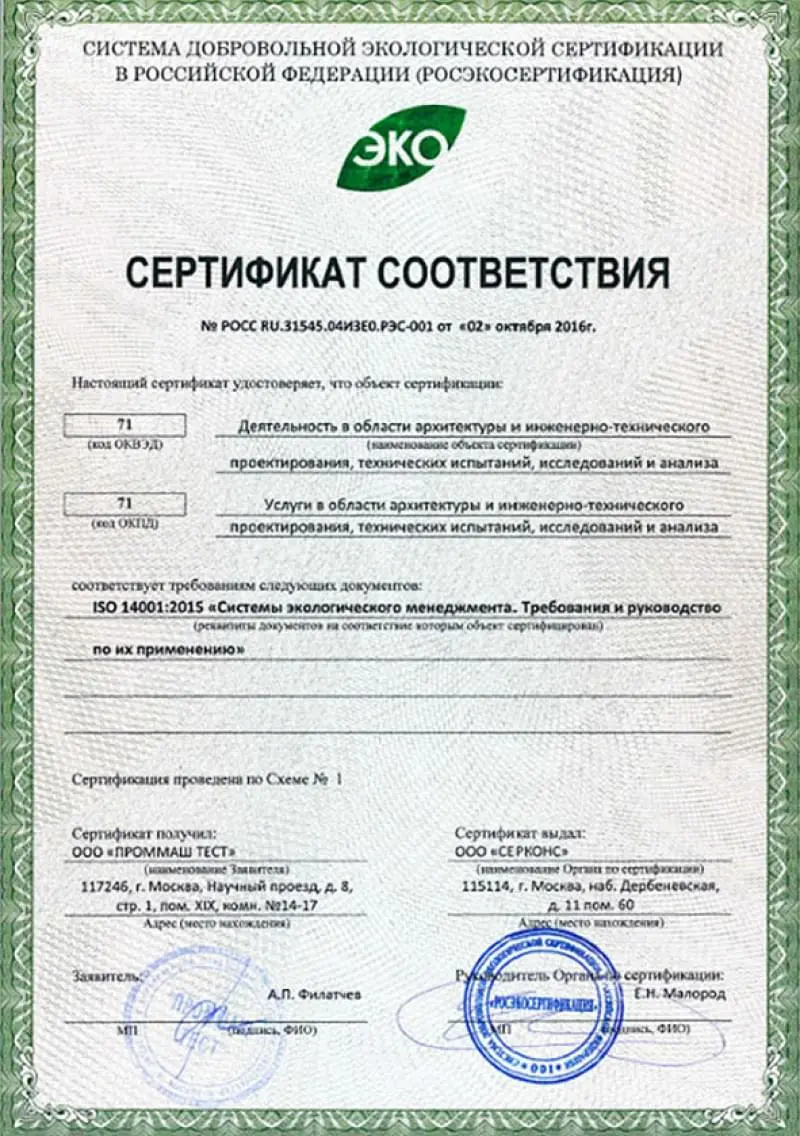 СИСТЕМА ДОБРОВОЛЬНОЙ ЭКОЛОГИЧЕСКОЙ СЕРТИФИКАЦИИ
В РОССИЙСКОЙ ФЕДЕРАЦИИ (РОСЭКОСЕРТИФИКАЦИЯ)
ЭКО
СЕРТИФИКАТ СООТВЕТСТВИЯ
№ РОСС RU.31545.04ИЗЕ0.РЭС-001 от «02» октября 2016г.
Настоящий сертификат удостоверяет, что объект сертификации:
71
(код ОКВЭД)
Деятельность в области архитектуры и инженерно-технического
(наименование объекта сертификации)
проектирования, технических испытаний, исследований и анализа
71
(код ОКПД)
Услуги в области архитектуры и инженерно-технического
проектирования, технических испытаний, исследований и анализа
соответствует требованиям следующих документов:
ISO 14001:2015 «Системы экологического менеджмента. Требования и руководство
(реквизиты документов на соответствие которым объект сертифицирован)
по их применению»
Сертификация проведена по Схеме № 1
Сертификат получил:
ООО «ПРОММАШ ТЕСТ»
(наименование Заявителя)
117246, г. Москва, Научный проезд, д. 8,
стр. 1, пом. XIX, комн. №14-17
Адрес (место нахождения)
Заявитель:
А.П. Филатчев
МП (подпись, ФИО)
Сертификат выдал:
ООО «СЕРКОНС»
(наименование Органа по сертификации)
115114, г. Москва, наб. Дербеневская,
д. 11 пом. 60
Адрес (место нахождения)
Руководитель Органа по сертификации:
Е.Н. Малород
МП (подпись, ФИО)
«РОСЭКОСЕРТИФИКАЦИЯ»
001